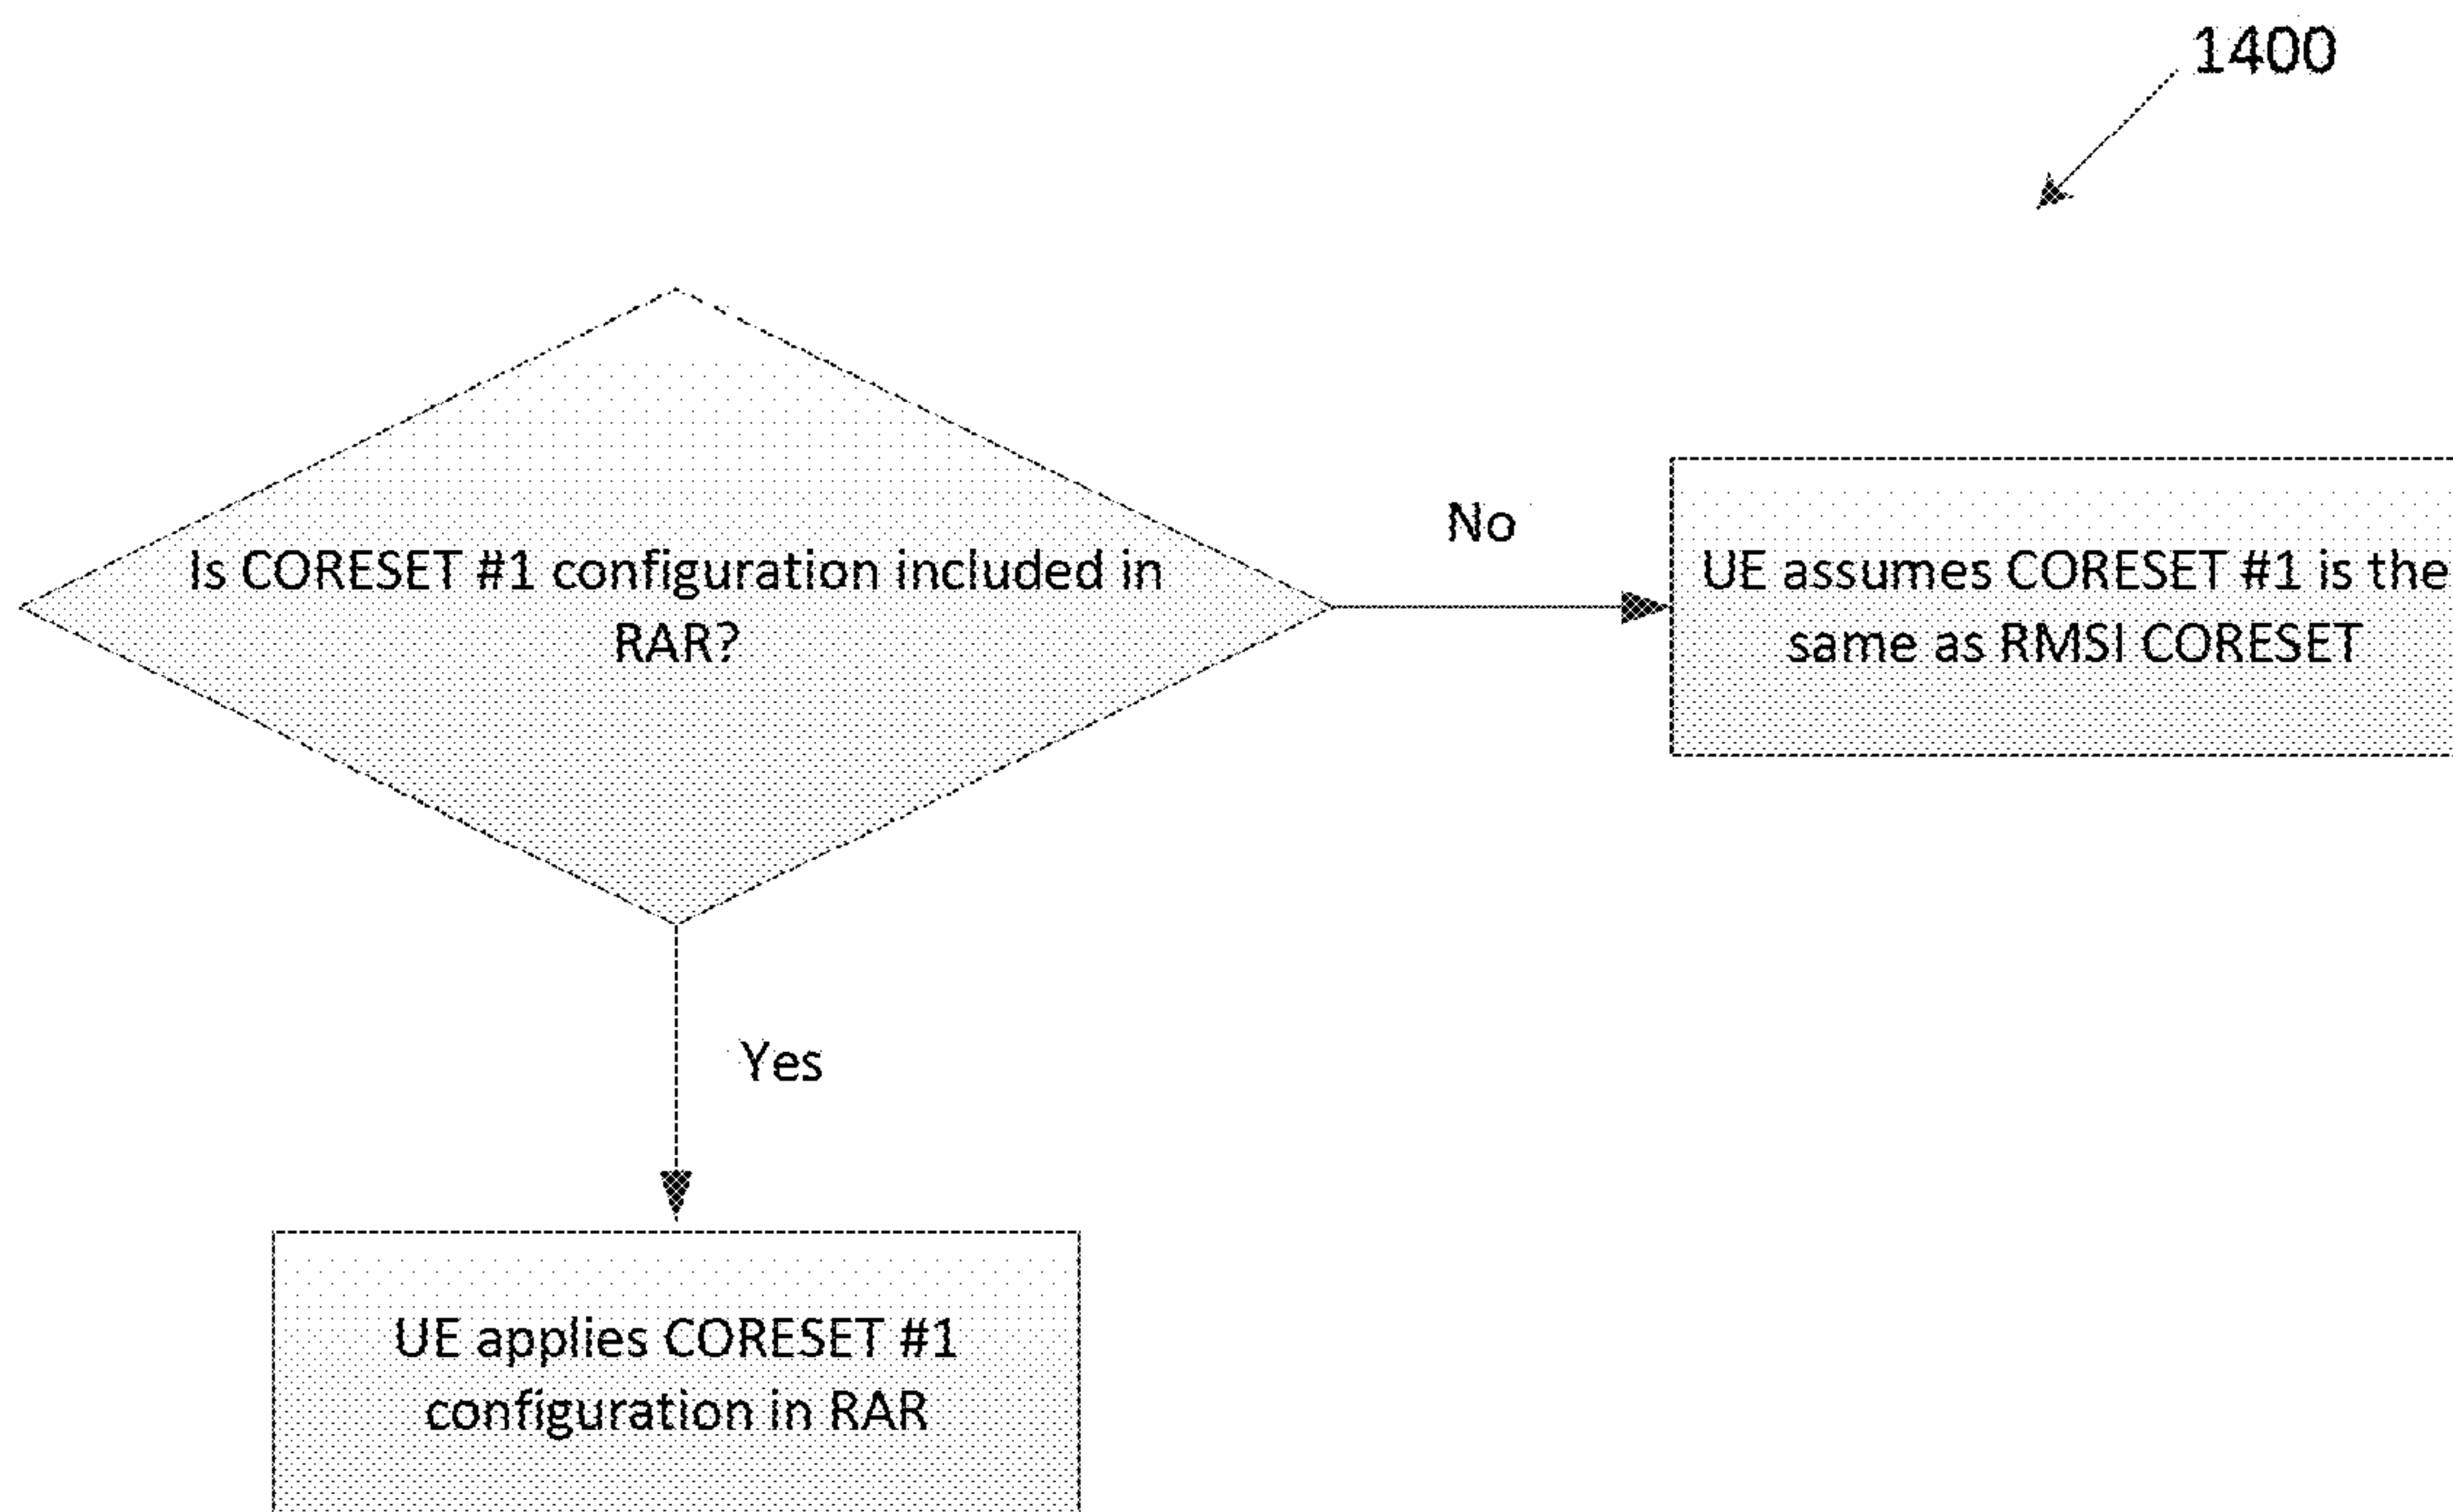 1400
Is CORESET #1 configuration included in
RAR?
No
UE assumes CORESET #1 is the
same as RMSI CORESET
Yes
UE applies CORESET #1
configuration in RAR